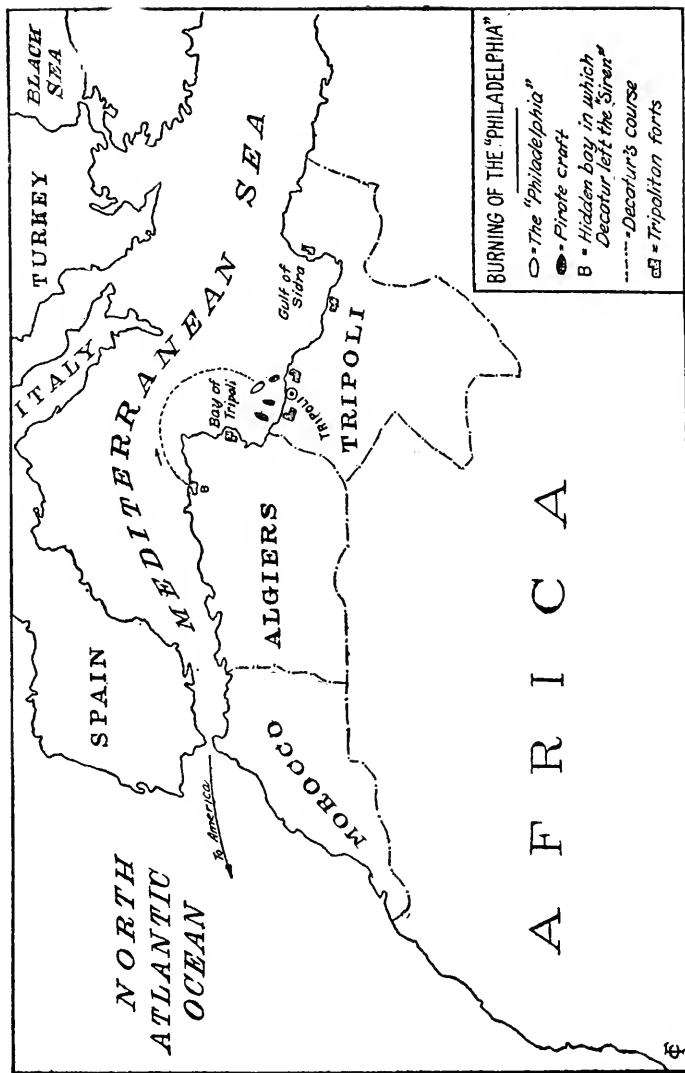 BLACH
SEA
TURKEY
ITALY
MEDITERRANEAN SEA
SPAIN
NORTH
ATLANTIC
OCEAN
To America
MOROCCO
ALGIERS
B
Bay of
Tripoli
TRIPOLI
TRIPOLI
Gulf of
Sidra
AFRICA
BURNING OF THE "PHILADELPHIA"
=The "Philadelphia"
=Pirate craft
B = Hidden bay in which
Decatur left the "Siren"
=Decatur's course
=Tripolitan forts